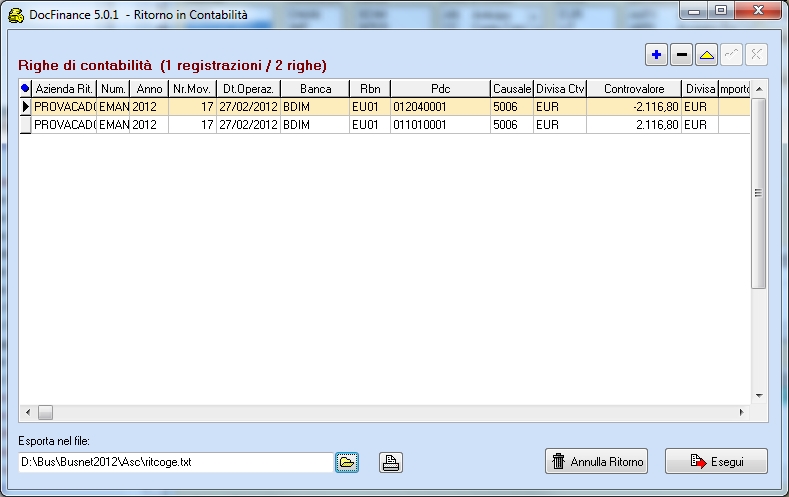 DocFinance 5.0.1 - Ritorno in Contabilità
Righe di contabilità (1 registrazioni / 2 righe)
Azienda Rit. Num. Anno Nr.Mov. Dt.Operaz. Banca Rbn Pdc Causale Divisa Ctv Controvalore Divisa mporto
PROVACADO EMAN 2012 17 27/02/2012 BDIM EU01 012040001 5006 EUR -2.116,80 EUR
PROVACADO EMAN 2012 17 27/02/2012 BDIM EU01 011010001 5006 EUR 2.116,80 EUR
Esporta nel file:
D:\Bus\Busnet2012\Asc\ritcoge.txt
Annulla Ritorno
Esegui